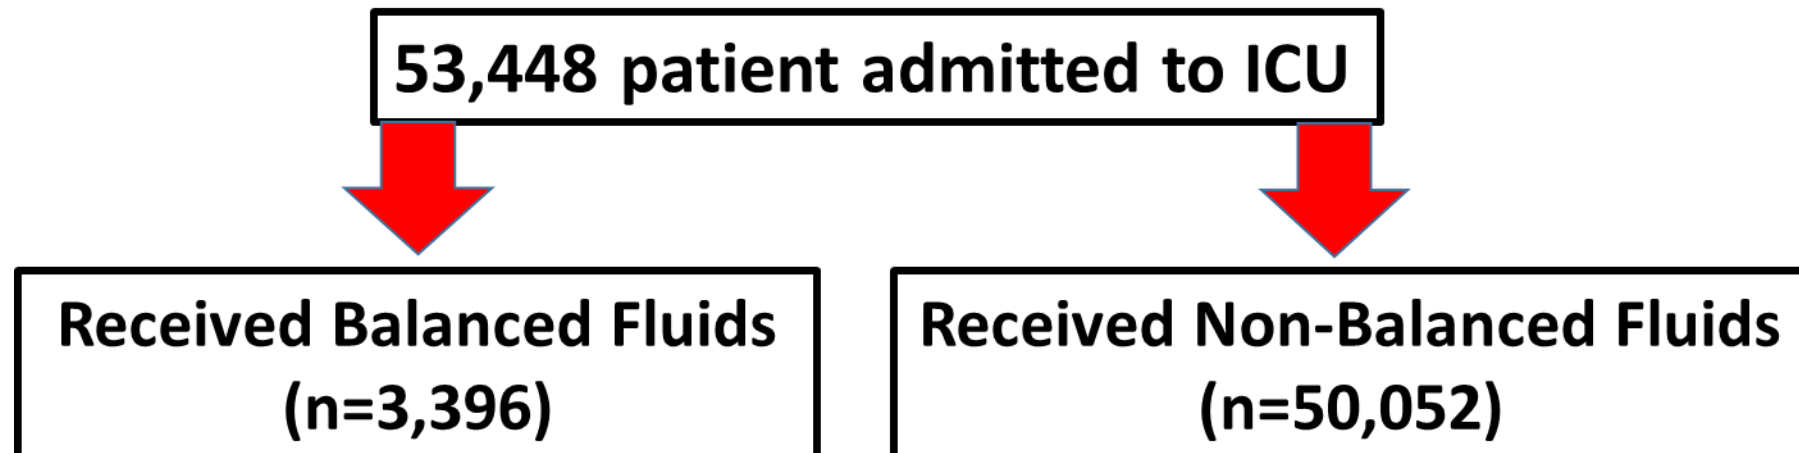 53,448 patient admitted to ICU
Received Balanced Fluids
(n=3,396)
Received Non-Balanced Fluids
(n=50,052)